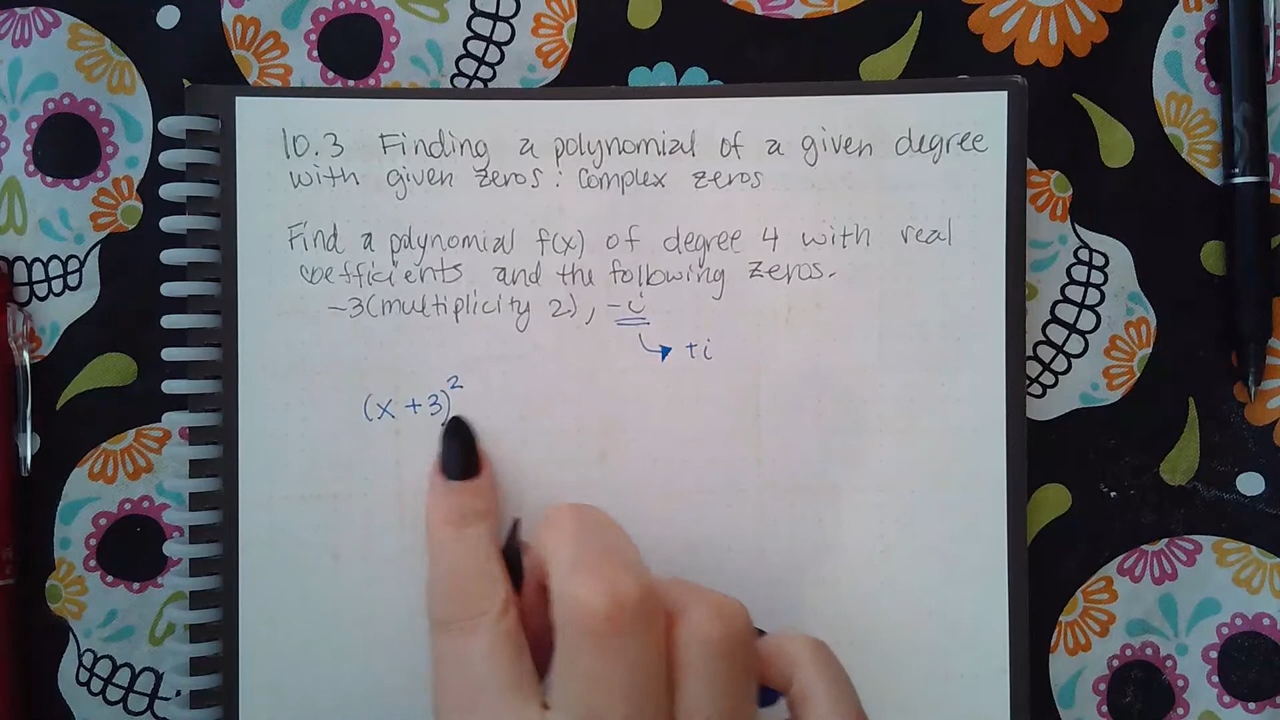 10.3 Finding a polynomial of a given degree
with given zeros: Complex zeros
Find a polynomial f(x) of degree 4 with real
coefficients and the following zeros.
-3(multiplicity 2), -i
+i
(x +3)²